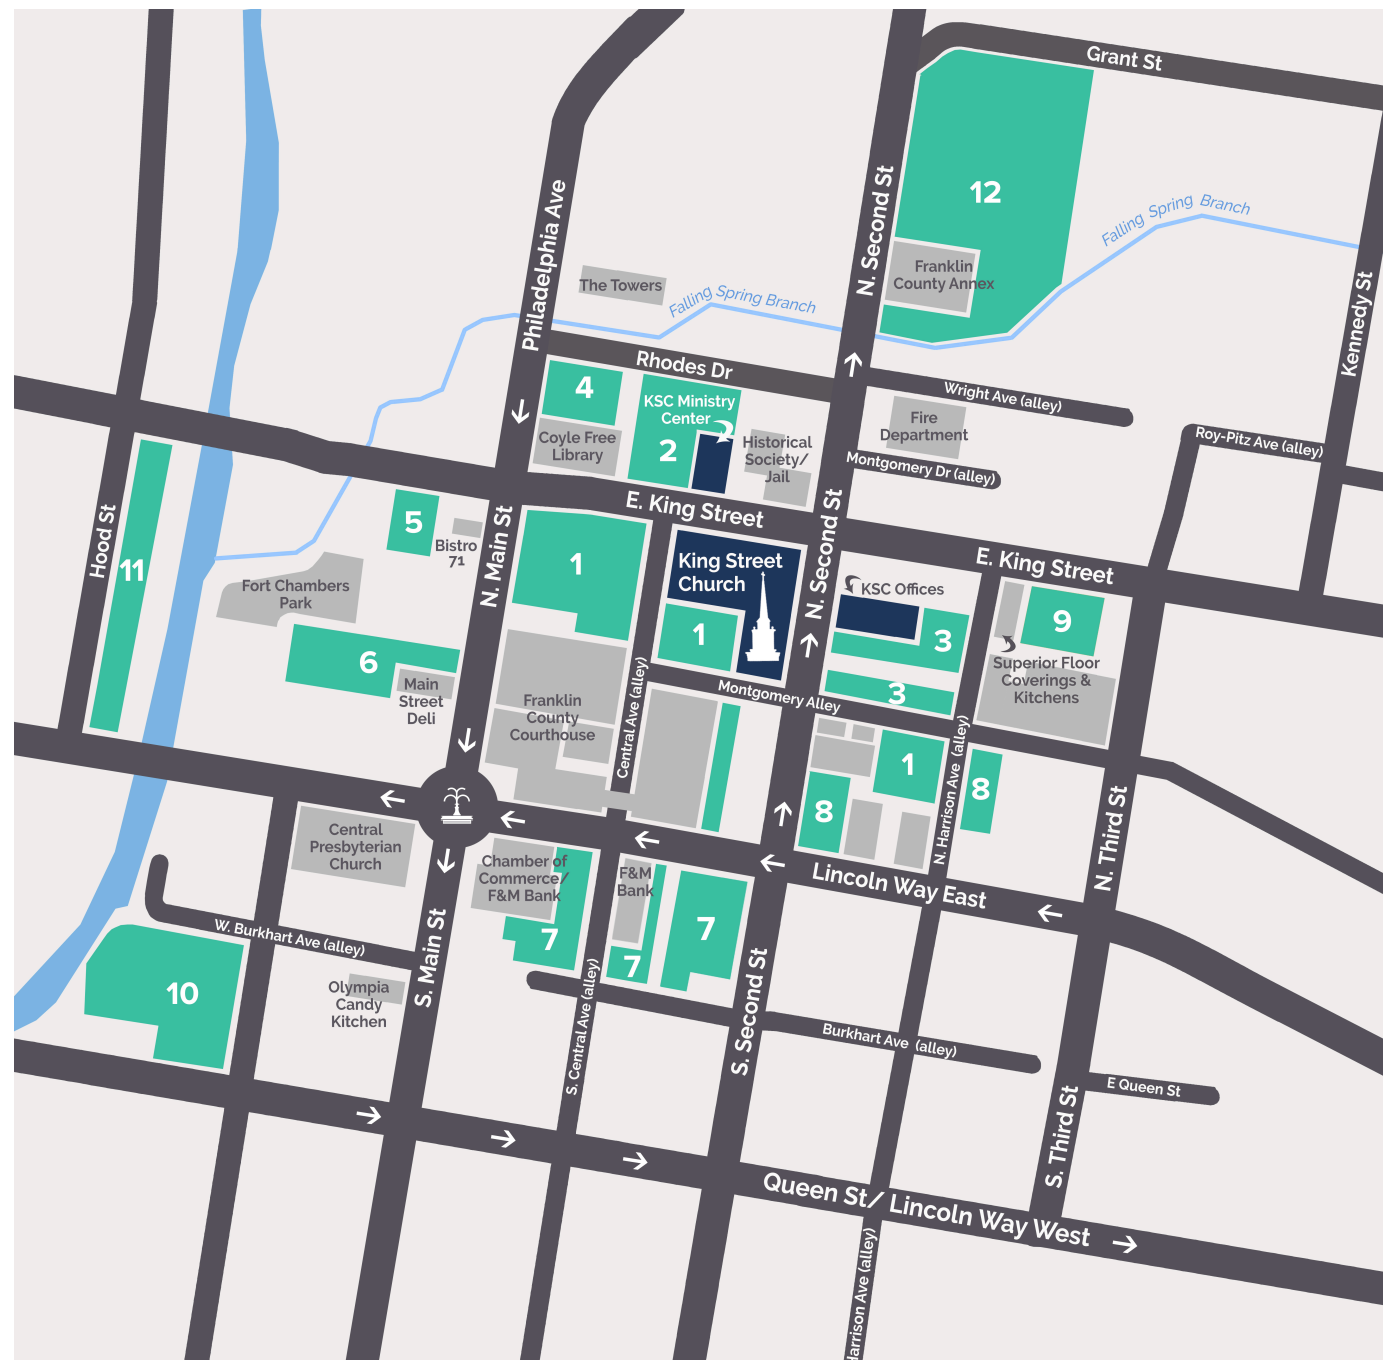 Grant St
12
N. Second St
Falling Spring Branch
Franklin
County Annex
Philadelphia Ave
The Towers
Falling Spring Branch
Kennedy St
Rhodes Dr
4
KSC Ministry
Center
2
Coyle Free
Library
Historical
Society/
Jail
Wright Ave (alley)
Fire
Department
Montgomery Dr (alley)
Roy-Pitz Ave (alley)
E. King Street
E. King Street
Hood St
11
5
Bistro
71
N. Main St
1
King Street
Church
1
N. Second St
KSC Offices
3
3
9
Superior Floor
Coverings &
Kitchens
Fort Chambers
Park
6
Main
Street
Deli
Franklin
County
Courthouse
Central Ave (alley)
Montgomery Alley
1
8
8
N. Harrison Ave (alley)
N. Third St
Central
Presbyterian
Church
Chamber of
Commerce/
F&M Bank
7
F&M
Bank
7
7
Lincoln Way East
W. Burkhart Ave (alley)
10
Olympia
Candy
Kitchen
S. Main St
S. Central Ave (alley)
S. Second St
Burkhart Ave (alley)
E Queen St
S. Third St
Queen St/ Lincoln Way West
Harrison Ave (alley)